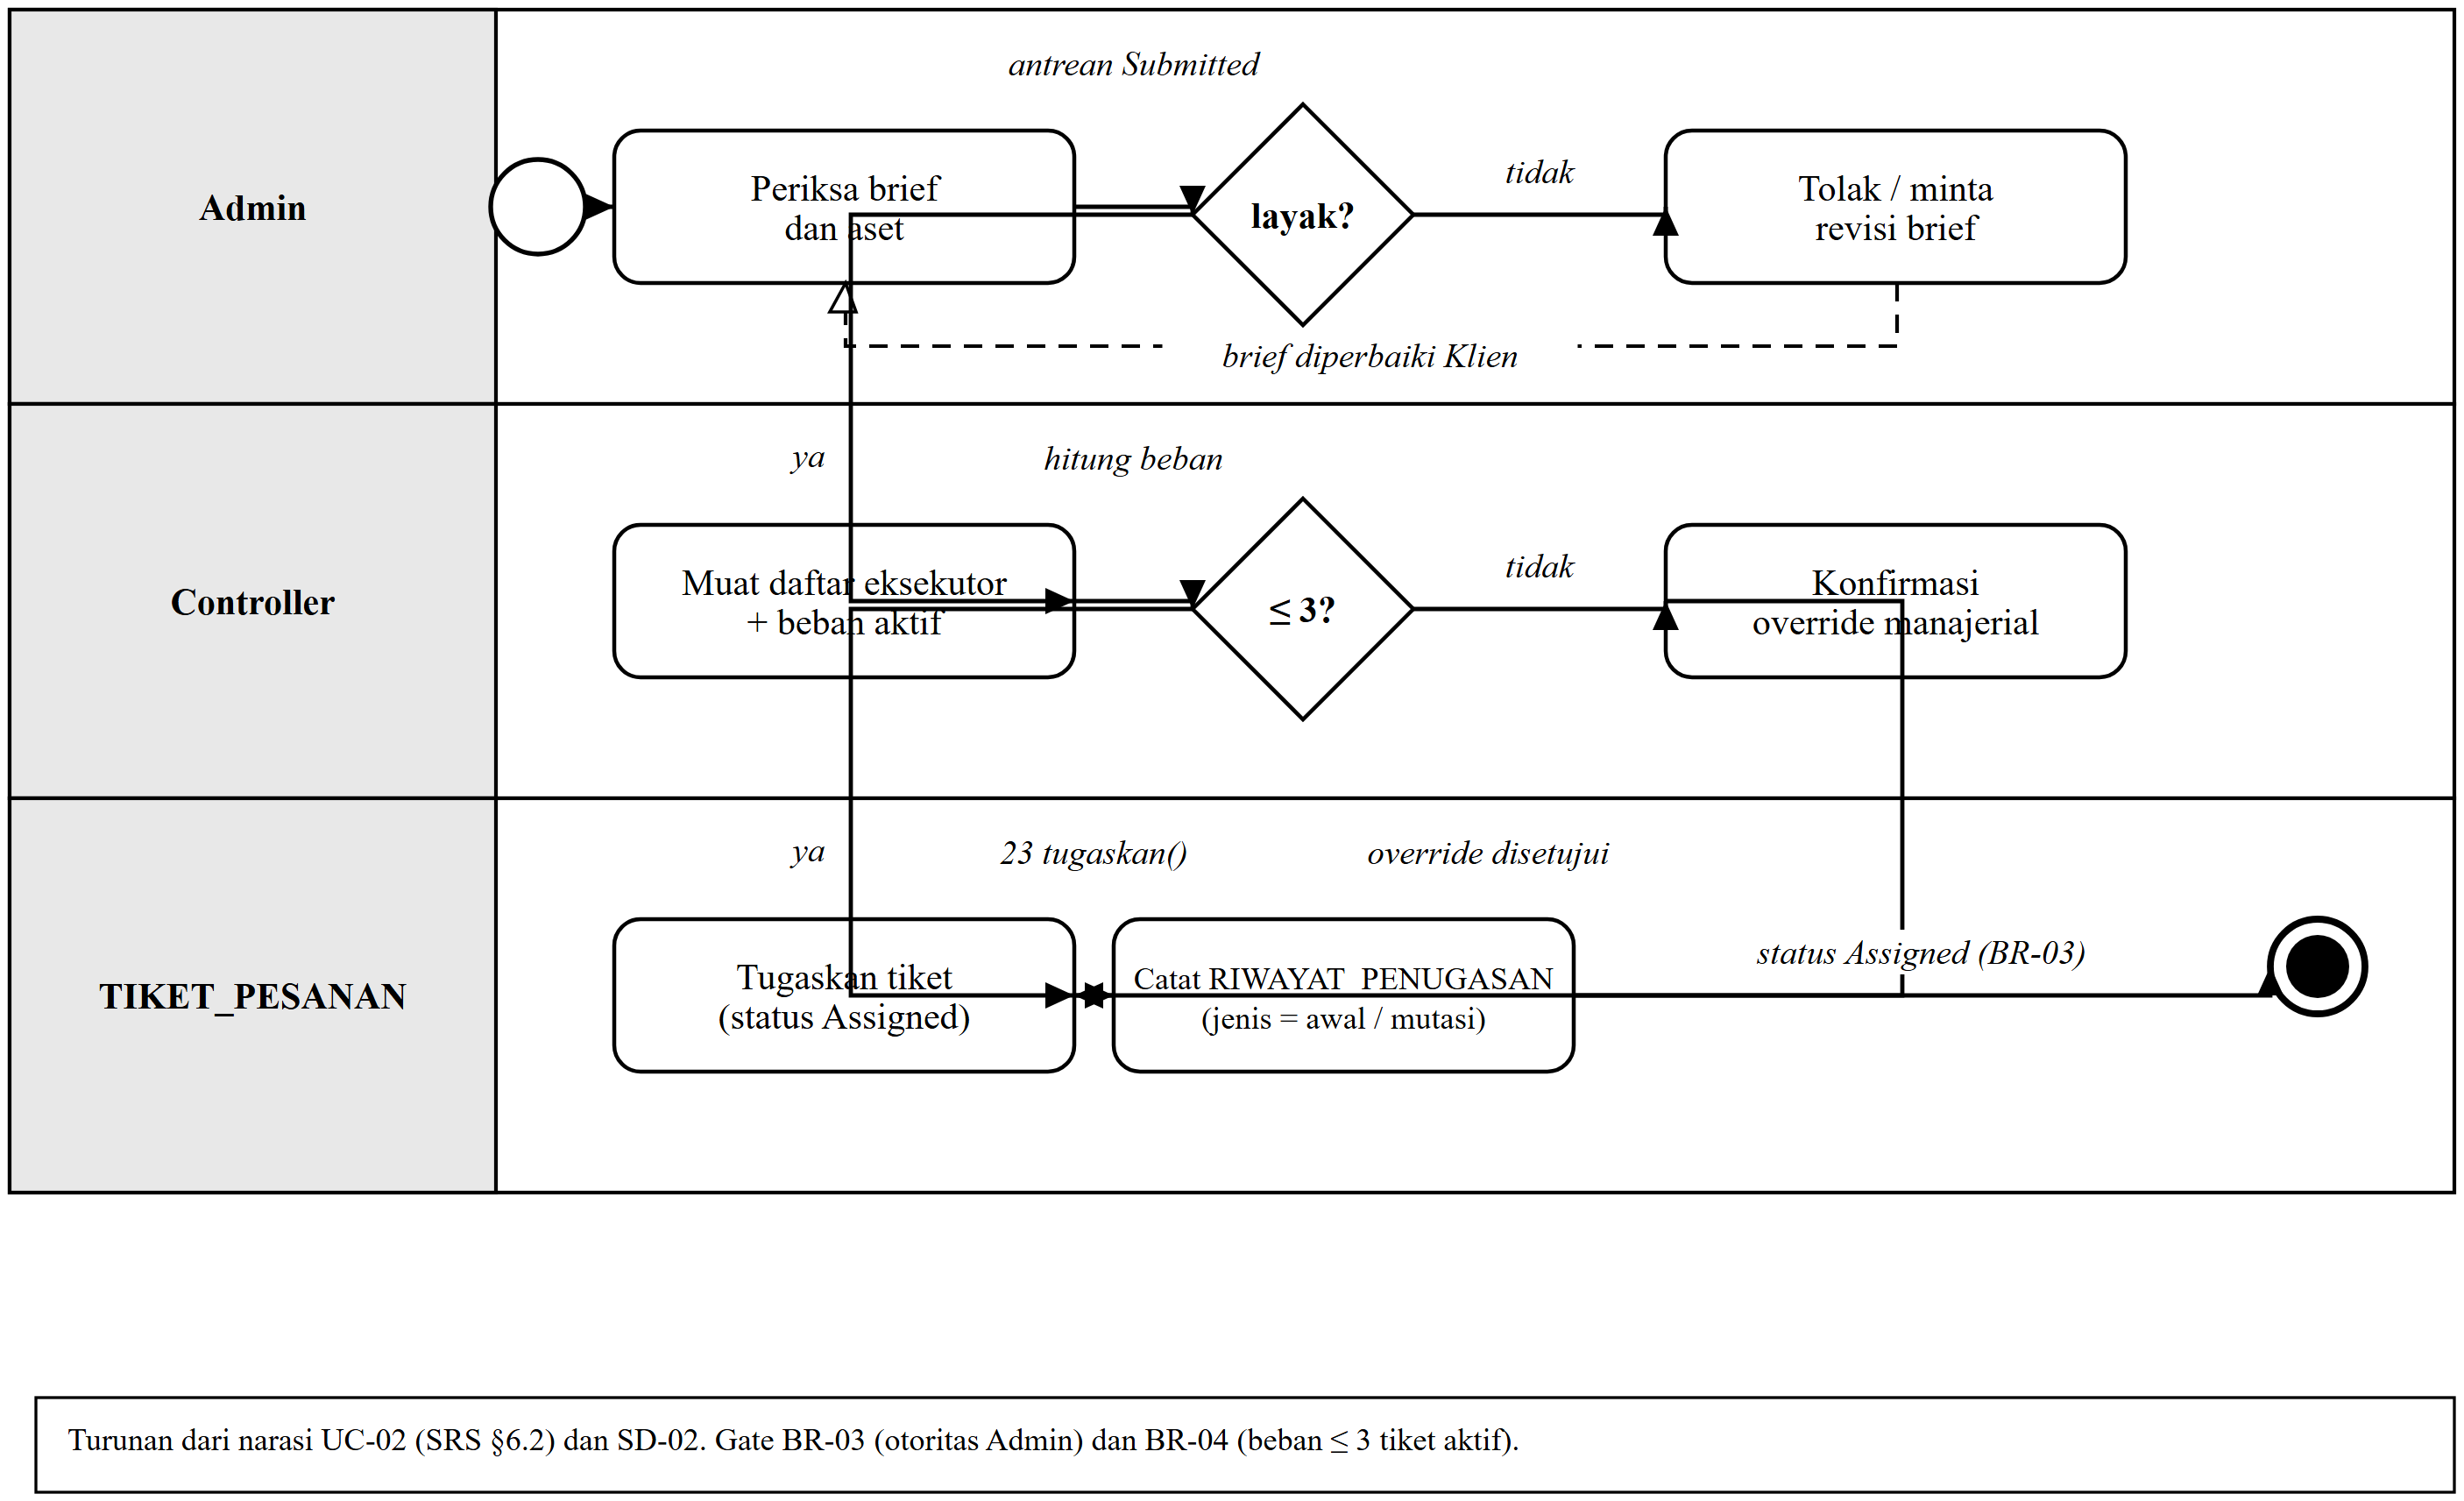 antrean Submitted
Admin
Periksa brief
dan aset
layak?
tidak
Tolak / minta
revisi brief
brief diperbaiki Klien
ya
hitung beban
Controller
Muat daftar eksekutor
+ beban aktif
≤ 3?
tidak
Konfirmasi
override manajerial
ya
23 tugaskan()
override disetujui
TIKET_PESANAN
Tugaskan tiket
(status Assigned)
Catat RIWAYAT_PENUGASAN
(jenis = awal / mutasi)
status Assigned (BR-03)
Turunan dari narasi UC-02 (SRS §6.2) dan SD-02. Gate BR-03 (otoritas Admin) dan BR-04 (beban ≤ 3 tiket aktif).